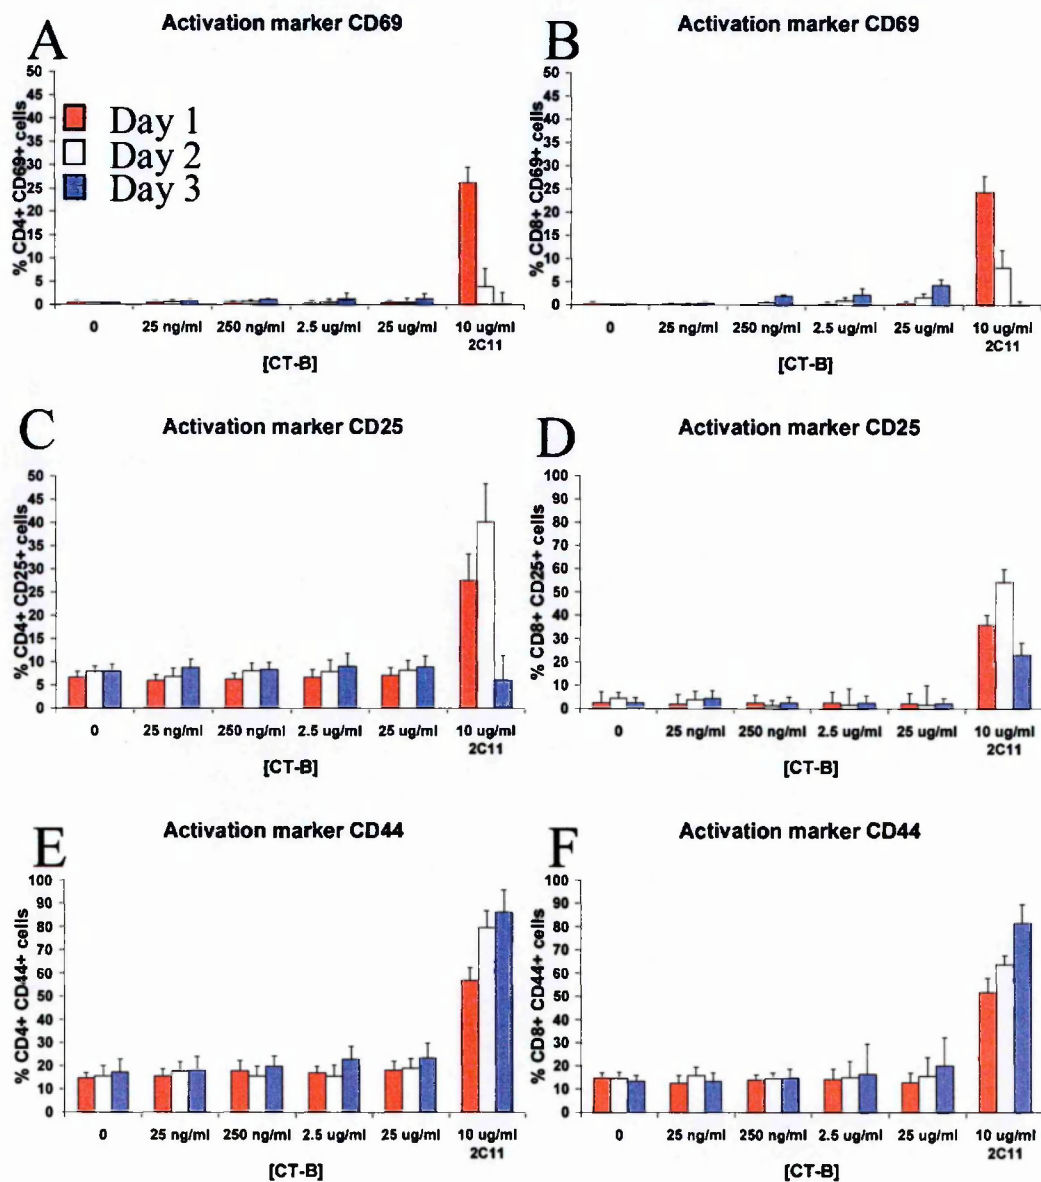 A
Activation marker CD69
50
45
40
35
30
25
20
15
10
5
0
% CD4+ CD69+ cells
Day 1
Day 2
Day 3
0 25 ng/ml 250 ng/ml 2.5 ug/ml 25 ug/ml 10 ug/ml
2C11
[CT-B]
B
Activation marker CD69
50
45
40
35
30
25
20
15
10
5
0
% CD8+ CD69+ cells
0 25 ng/ml 250 ng/ml 2.5 ug/ml 25 ug/ml 10 ug/ml
2C11
[CT-B]
C
Activation marker CD25
50
45
40
35
30
25
20
15
10
5
0
% CD4+ CD25+ cells
0 25 ng/ml 250 ng/ml 2.5 ug/ml 25 ug/ml 10 ug/ml
2C11
[CT-B]
D
Activation marker CD25
100
90
80
70
60
50
40
30
20
10
0
% CD8+ CD25+ cells
0 25 ng/ml 250 ng/ml 2.5 ug/ml 25 ug/ml 10 ug/ml
2C11
[CT-B]
E
Activation marker CD44
100
90
80
70
60
50
40
30
20
10
0
% CD4+ CD44+ cells
0 25 ng/ml 250 ng/ml 2.5 ug/ml 25 ug/ml 10 ug/ml
2C11
[CT-B]
F
Activation marker CD44
100
90
80
70
60
50
40
30
20
10
0
% CD8+ CD44+ cells
0 25 ng/ml 250 ng/ml 2.5 ug/ml 25 ug/ml 10 ug/ml
2C11
[CT-B]